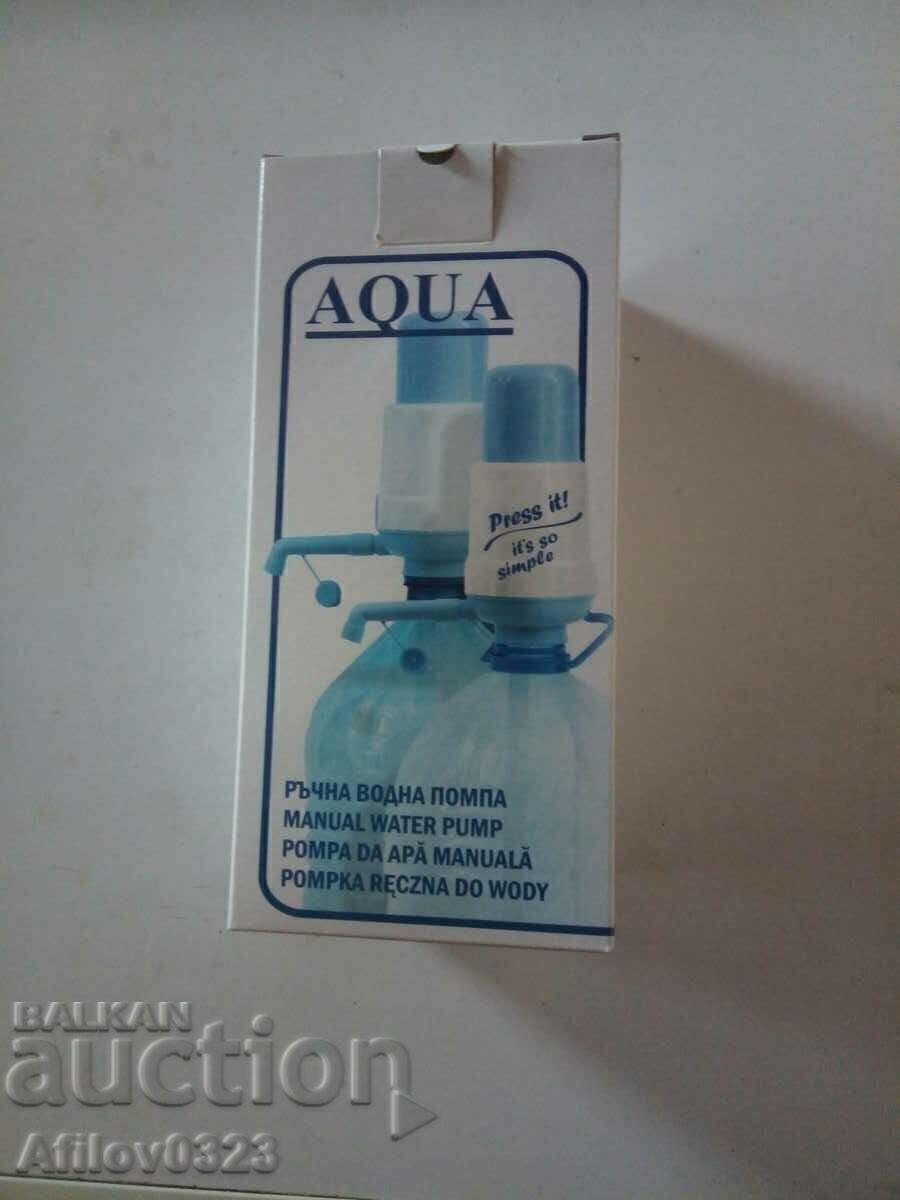 AQUA
Press it!
it's so
simple
РЪЧНА ВОДНА ПОМПА
MANUAL WATER PUMP
POMPA DA APĂ MANUALĂ
POMPKA RĘCZNA DO WODY
BALKAN
auction
Afilov0323